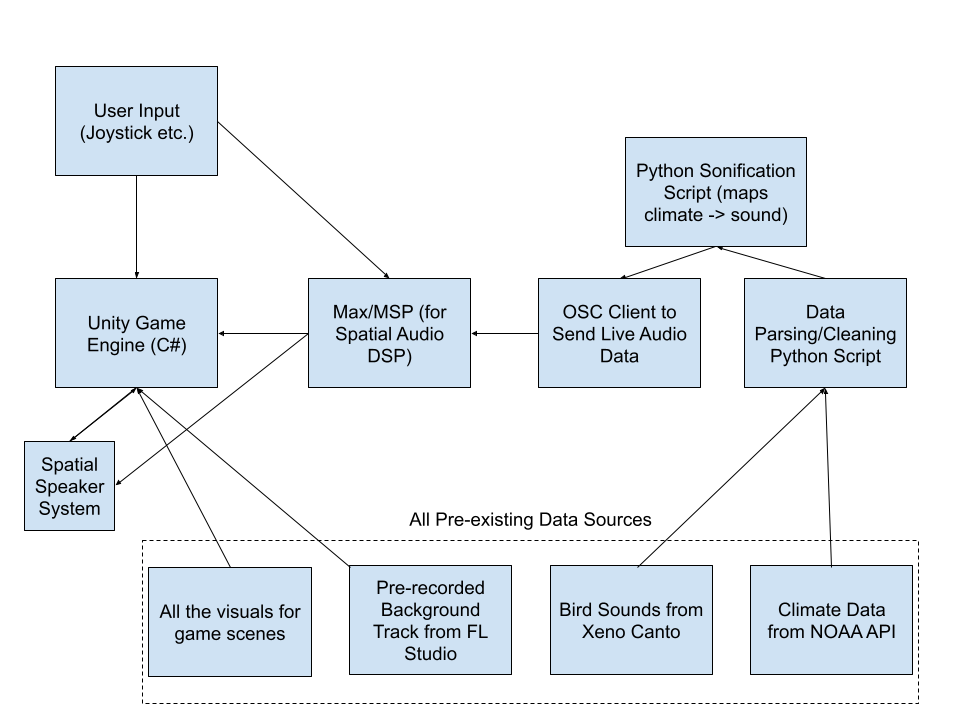 User Input
(Joystick etc.)
Python Sonification
Script (maps
climate -> sound)
Unity Game
Engine (C#)
Max/MSP (for
Spatial Audio
DSP)
OSC Client to
Send Live Audio
Data
Data
Parsing/Cleaning
Python Script
Spatial
Speaker
System
All Pre-existing Data Sources
All the visuals for
game scenes
Pre-recorded
Background
Track from FL
Studio
Bird Sounds from
Xeno Canto
Climate Data
from NOAA API